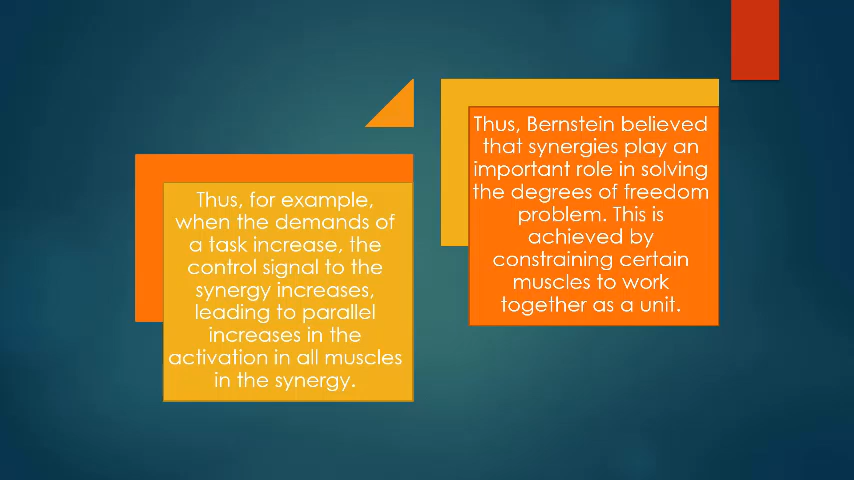 Thus, for example,
when the demands of
a task increase, the
control signal to the
synergy increases,
leading to parallel
increases in the
activation in all muscles
in the synergy.
Thus, Bernstein believed
that synergies play an
important role in solving
the degrees of freedom
problem. This is
achieved by
constraining certain
muscles to work
together as a unit.